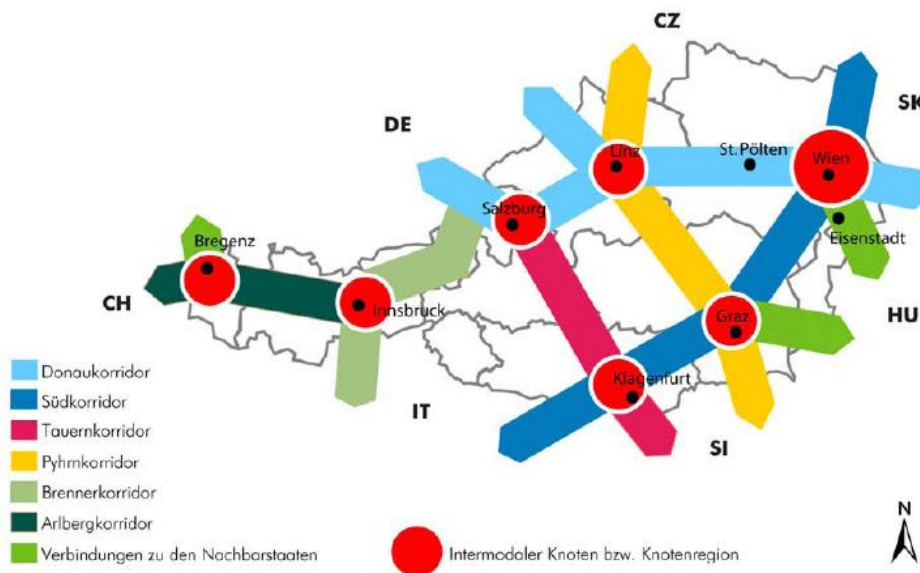 CZ
SK
DE
Linz
St. Pölten
Wien
Salzburg
Eisenstadt
Bregenz
CH
Innsbruck
Graz
HU
Klagenfurt
IT
SI
Donaukorridor
Südkorridor
Tauernkorridor
Pyhrnkorridor
Brennerkorridor
Arlbergkorridor
Verbindungen zu den Nachbarstaaten
Intermodaler Knoten bzw. Knotenregion
N